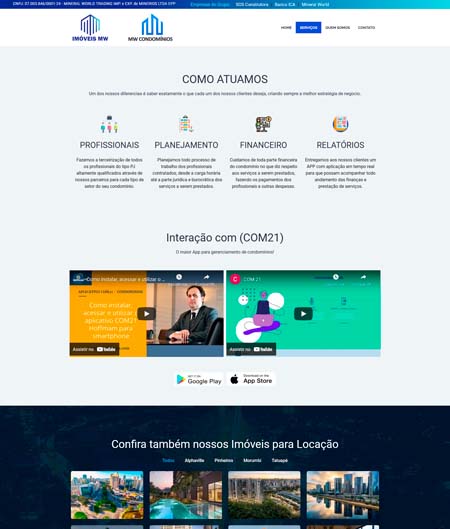 CNPJ: 07.003.846/0001-26 - MINERAL WORLD TRADING IMP. e EXP. de MINÉRIOS LTDA EPP
Empresas do Grupo: SOS Construtora Banco ICA Mineral World
IMÓVEIS MW
MW CONDOMÍNIOS
HOME SERVIÇOS QUEM SOMOS CONTATO
COMO ATUAMOS
Um dos nossos diferenciais é saber exatamente o que cada um dos nossos clientes deseja, criando sempre a melhor estratégia de negócio.
PROFISSIONAIS
Fazemos a terceirização de todos
os profissionais do tipo PJ
altamente qualificados através de
nossos parceiros para cada tipo de
setor do seu condomínio.
PLANEJAMENTO
Planejamos todo processo de
trabalho dos profissionais
contratados, desde a carga horária
até a parte jurídica e burocrática dos
serviços a serem prestados.
FINANCEIRO
Cuidamos de toda parte financeira
do condomínio no que diz respeito
aos serviços a serem prestados,
fazendo os pagamentos dos
profissionais e outras despesas.
RELATÓRIOS
Entregamos aos nossos clientes um
APP com aplicação em tempo real
para que possam acompanhar todo
andamento das finanças e
prestação de serviços.
Interação com (COM21)
O maior App para gerenciamento de condomínios!
Como instalar, acessar e utilizar o ...
Como instalar,
acessar e utilizar
aplicativo COM21
Hoffmam para
smartphone
Assistir no YouTube
C
COM 21
Assistir no YouTube
GET IT ON
Google Play
Download on the
App Store
Confira também nossos Imóveis para Locação
Todos Alphaville Pinheiros Morumbi Tatuapé